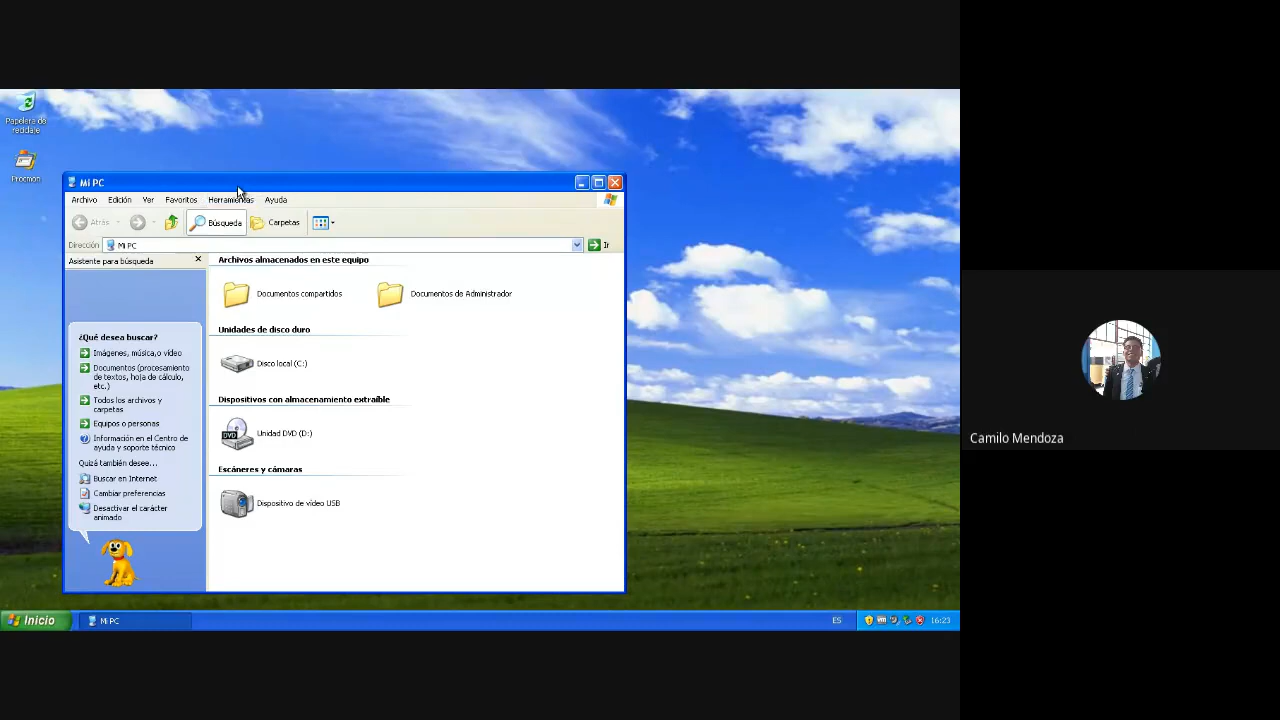 Papelera de
reciclaje
Procmon
Mi PC
Archivo Edición Ver Favoritos Herramientas Ayuda
Atrás Búsqueda Carpetas
Dirección Mi PC Ir
Asistente para búsqueda
¿Qué desea buscar?
Imágenes, música,o vídeo
Documentos (procesamiento
de textos, hoja de cálculo,
etc.)
Todos los archivos y
carpetas
Equipos o personas
Información en el Centro de
ayuda y soporte técnico
Quizá también desee...
Buscar en Internet
Cambiar preferencias
Desactivar el carácter
animado
Archivos almacenados en este equipo
Documentos compartidos Documentos de Administrador
Unidades de disco duro
Disco local (C:)
Dispositivos con almacenamiento extraíble
DVD
Unidad DVD (D:)
Escáneres y cámaras
Dispositivo de vídeo USB
Inicio Mi PC ES 16:23
Camilo Mendoza